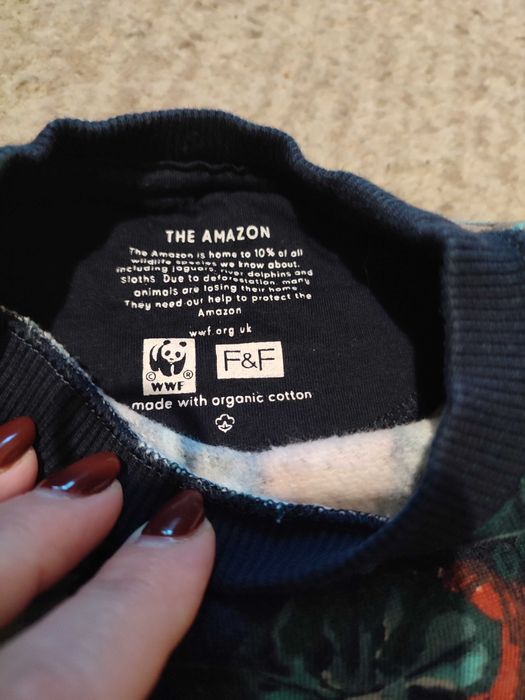 THE AMAZON
The Amazon is home to 10% of all
wildlife species we know about,
including jaguars, river dolphins and
sloths. Due to deforestation, many
animals are losing their home.
They need our help to protect the
Amazon
wwf.org.uk
© WWF ®
F&F
made with organic cotton